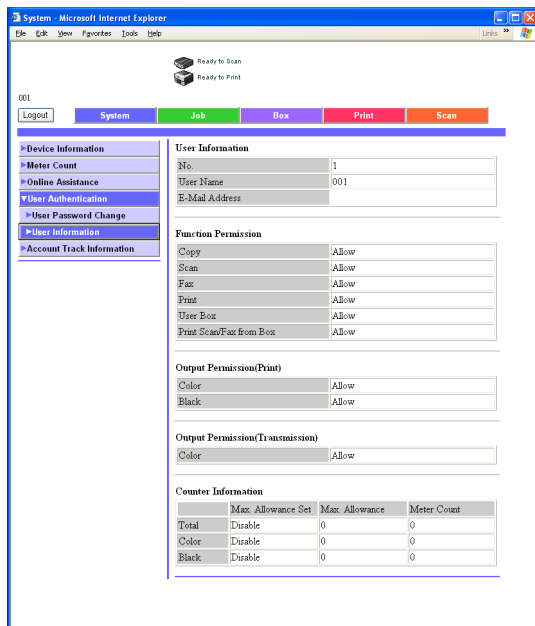 System - Microsoft Internet Explorer
File Edit View Favorites Tools Help Links »
Ready to Scan
Ready to Print
001
Logout System Job Box Print Scan
Device Information
Meter Count
Online Assistance
User Authentication
User Password Change
User Information
Account Track Information
User Information
No. 1
User Name 001
E-Mail Address
Function Permission
Copy Allow
Scan Allow
Fax Allow
Print Allow
User Box Allow
Print Scan/Fax from Box Allow
Output Permission(Print)
Color Allow
Black Allow
Output Permission(Transmission)
Color Allow
Counter Information
Max. Allowance Set Max. Allowance Meter Count
Total Disable 0 0
Color Disable 0 0
Black Disable 0 0